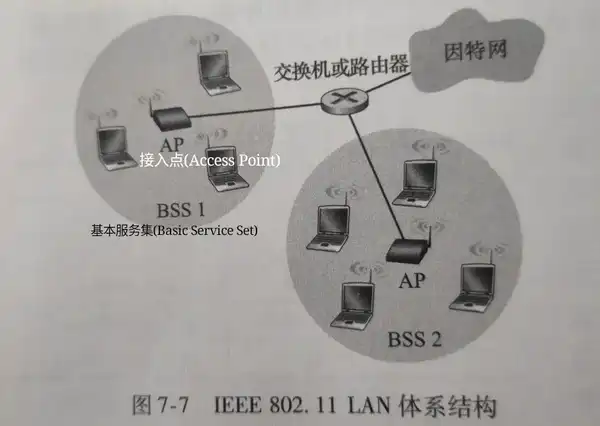 因特网
交换机或路由器
AP
接入点(Access Point)
BSS 1
基本服务集(Basic Service Set)
AP
BSS 2
图 7-7 IEEE 802. 11 LAN 体系结构